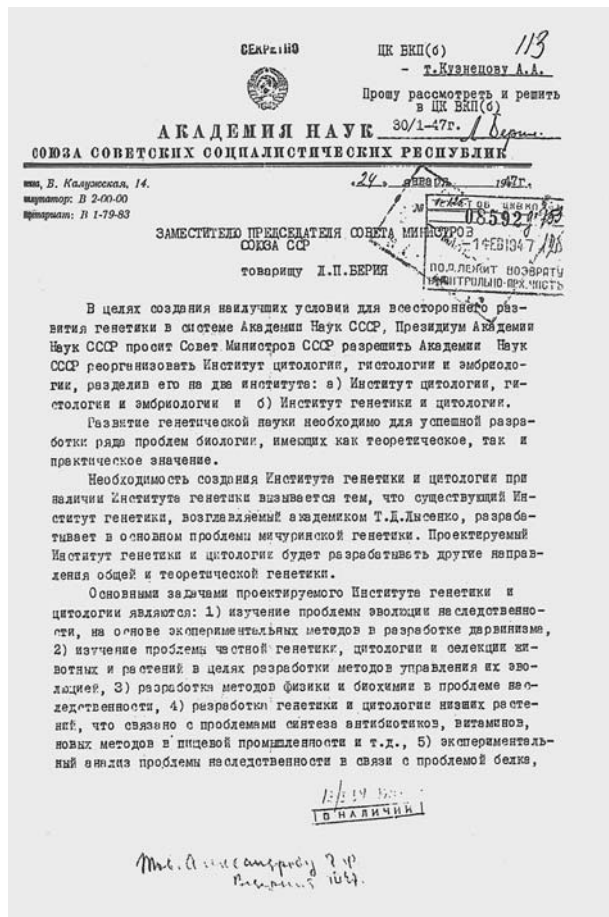 СЕКРЕТНО
ЦК ВКП(б)
113
- т.Кузнецову А.А.
Прошу рассмотреть и решить
в ЦК ВКП(б)
30/1-47г. Л Берия
АКАДЕМИЯ НАУК
СОЮЗА СОВЕТСКИХ СОЦИАЛИСТИЧЕСКИХ РЕСПУБЛИК
В. Калужская, 14.
В 2-00-00
В 1-79-83
"24" января 1947г.
№
08592
-1 ФЕВ 1947
ПОДЛЕЖИТ ВОЗВРАТУ
ЗАМЕСТИТЕЛЮ ПРЕДСЕДАТЕЛЯ СОВЕТА МИНИСТРОВ
СОЮЗА ССР
товарищу Л.П.БЕРИЯ
В целях создания наилучших условий для всестороннего раз-
вития генетики в системе Академии Наук СССР, Президиум Академии
Наук СССР просит Совет Министров СССР разрешить Академии Наук
СССР реорганизовать Институт цитологии, гистологии и эмбриоло-
гии, разделив его на два института: а) Институт цитологии, ги-
стологии и эмбриологии и б) Институт генетики и цитологии.
Развитие генетической науки необходимо для успешной разра-
ботки ряда проблем биологии, имеющих как теоретическое, так и
практическое значение.
Необходимость создания Института генетики и цитологии при
наличии Института генетики вызывается тем, что существующий Ин-
ститут генетики, возглавляемый академиком Т.Д.Лысенко, разраба-
тывает в основном проблемы мичуринской генетики. Проектируемый
Институт генетики и цитологии будет разрабатывать другие направ-
ления общей и теоретической генетики.
Основными задачами проектируемого Института генетики и
цитологии являются: 1) изучение проблемы эволюции наследственно-
сти, на основе экспериментальных методов в разработке дарвинизма,
2) изучение проблемы частной генетики, цитологии и селекции жи-
вотных и растений в целях разработки методов управления их эво-
люцией, 3) разработка методов физики и биохимии в проблеме нас-
ледственности, 4) разработка генетики и цитологии низших расте-
ний, что связано с проблемами синтеза антибиотиков, витаминов,
новых методов в пищевой промышленности и т.д., 5) эксперименталь-
ный анализ проблемы наследственности в связи с проблемой белка,
В НАЛИЧИИ
Тов. Александрову Г Ф